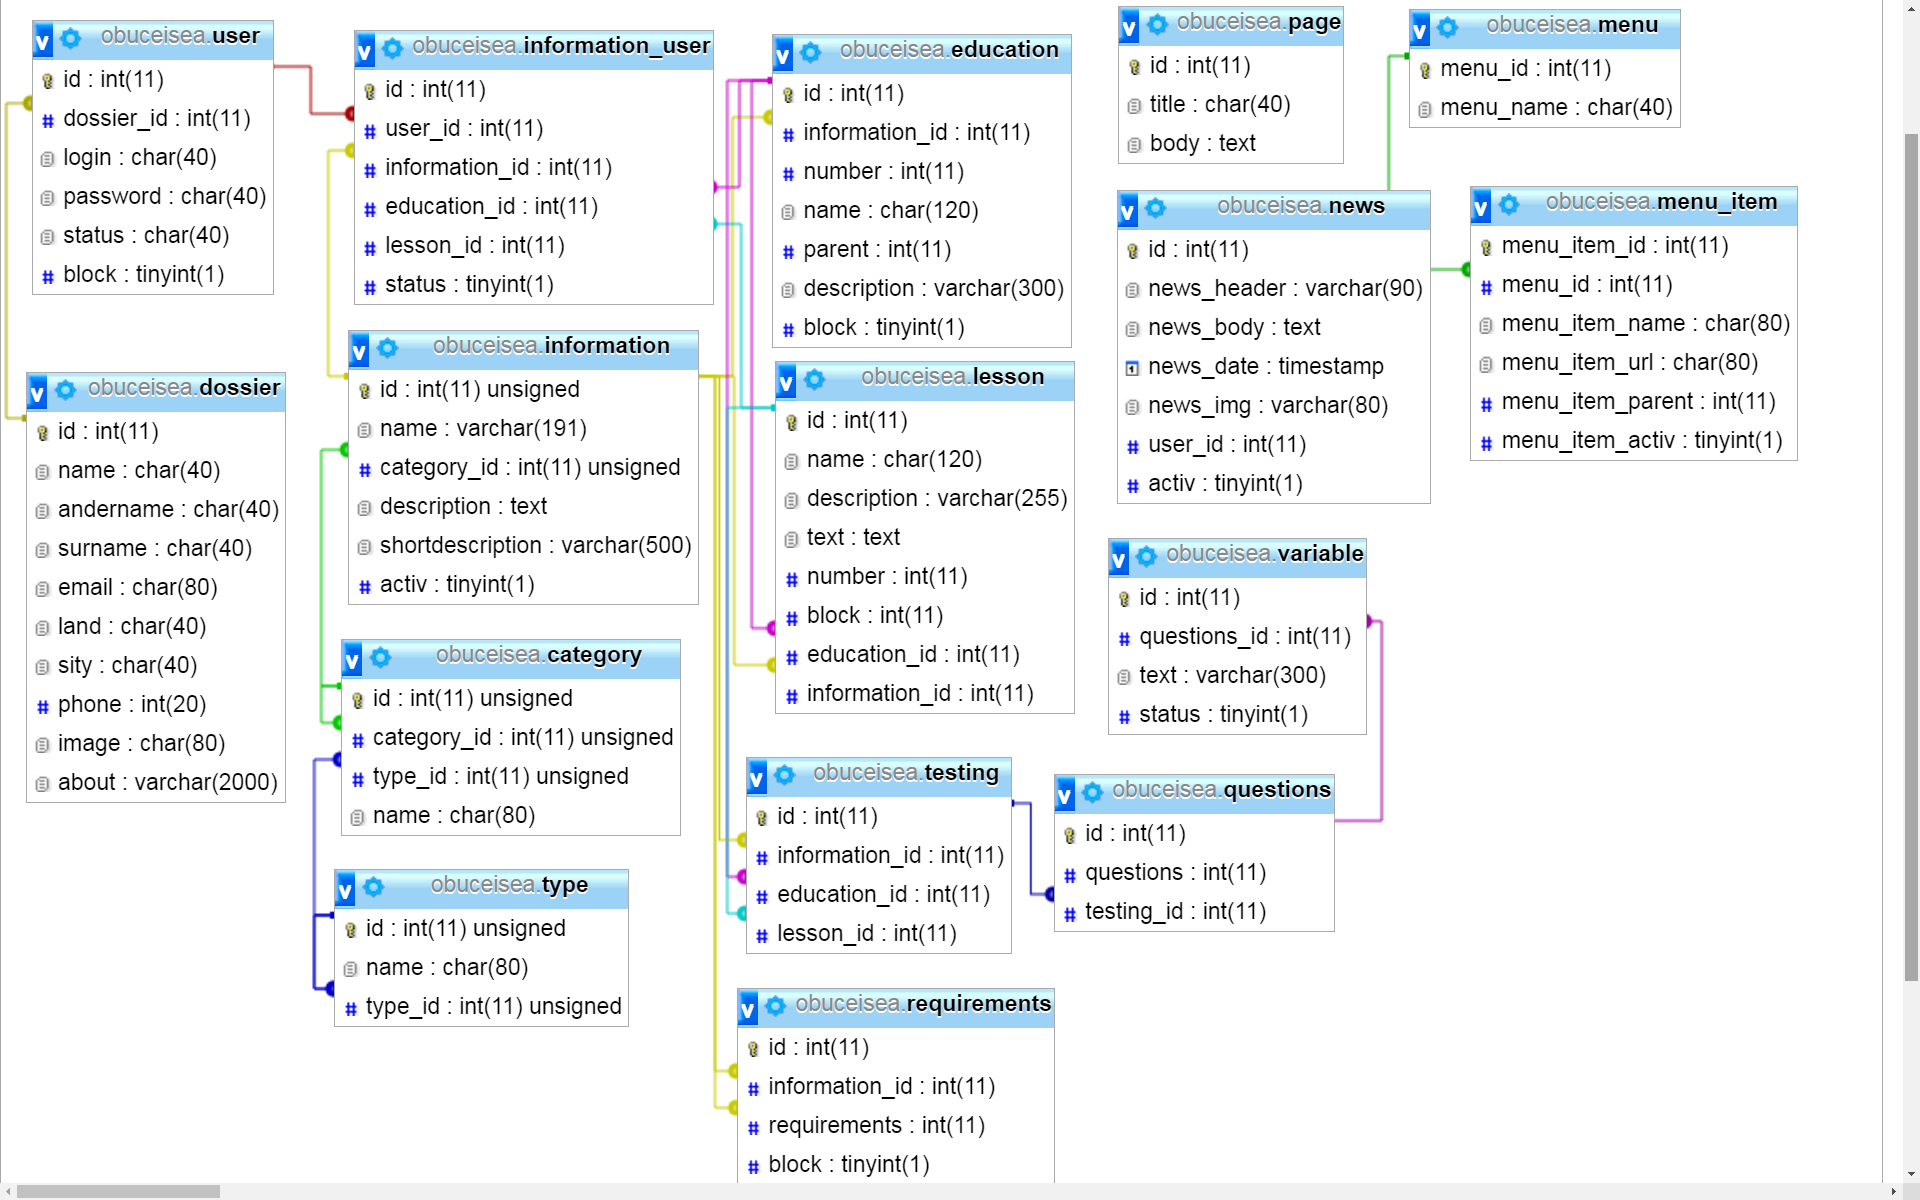 obuceisea.user
id : int(11)
dossier_id : int(11)
login : char(40)
password : char(40)
status : char(40)
block : tinyint(1)
obuceisea.dossier
id : int(11)
name : char(40)
andername : char(40)
surname : char(40)
email : char(80)
land : char(40)
sity : char(40)
phone : int(20)
image : char(80)
about : varchar(2000)
obuceisea.information_user
id : int(11)
user_id : int(11)
information_id : int(11)
education_id : int(11)
lesson_id : int(11)
status : tinyint(1)
obuceisea.information
id : int(11) unsigned
name : varchar(191)
category_id : int(11) unsigned
description : text
shortdescription : varchar(500)
activ : tinyint(1)
obuceisea.category
id : int(11) unsigned
category_id : int(11) unsigned
type_id : int(11) unsigned
name : char(80)
obuceisea.type
id : int(11) unsigned
name : char(80)
type_id : int(11) unsigned
obuceisea.education
id : int(11)
information_id : int(11)
number : int(11)
name : char(120)
parent : int(11)
description : varchar(300)
block : tinyint(1)
obuceisea.lesson
id : int(11)
name : char(120)
description : varchar(255)
text : text
number : int(11)
block : int(11)
education_id : int(11)
information_id : int(11)
obuceisea.testing
id : int(11)
information_id : int(11)
education_id : int(11)
lesson_id : int(11)
obuceisea.requirements
id : int(11)
information_id : int(11)
requirements : int(11)
block : tinyint(1)
obuceisea.page
id : int(11)
title : char(40)
body : text
obuceisea.news
id : int(11)
news_header : varchar(90)
news_body : text
news_date : timestamp
news_img : varchar(80)
user_id : int(11)
activ : tinyint(1)
obuceisea.variable
id : int(11)
questions_id : int(11)
text : varchar(300)
status : tinyint(1)
obuceisea.questions
id : int(11)
questions : int(11)
testing_id : int(11)
obuceisea.menu
menu_id : int(11)
menu_name : char(40)
obuceisea.menu_item
menu_item_id : int(11)
menu_id : int(11)
menu_item_name : char(80)
menu_item_url : char(80)
menu_item_parent : int(11)
menu_item_activ : tinyint(1)